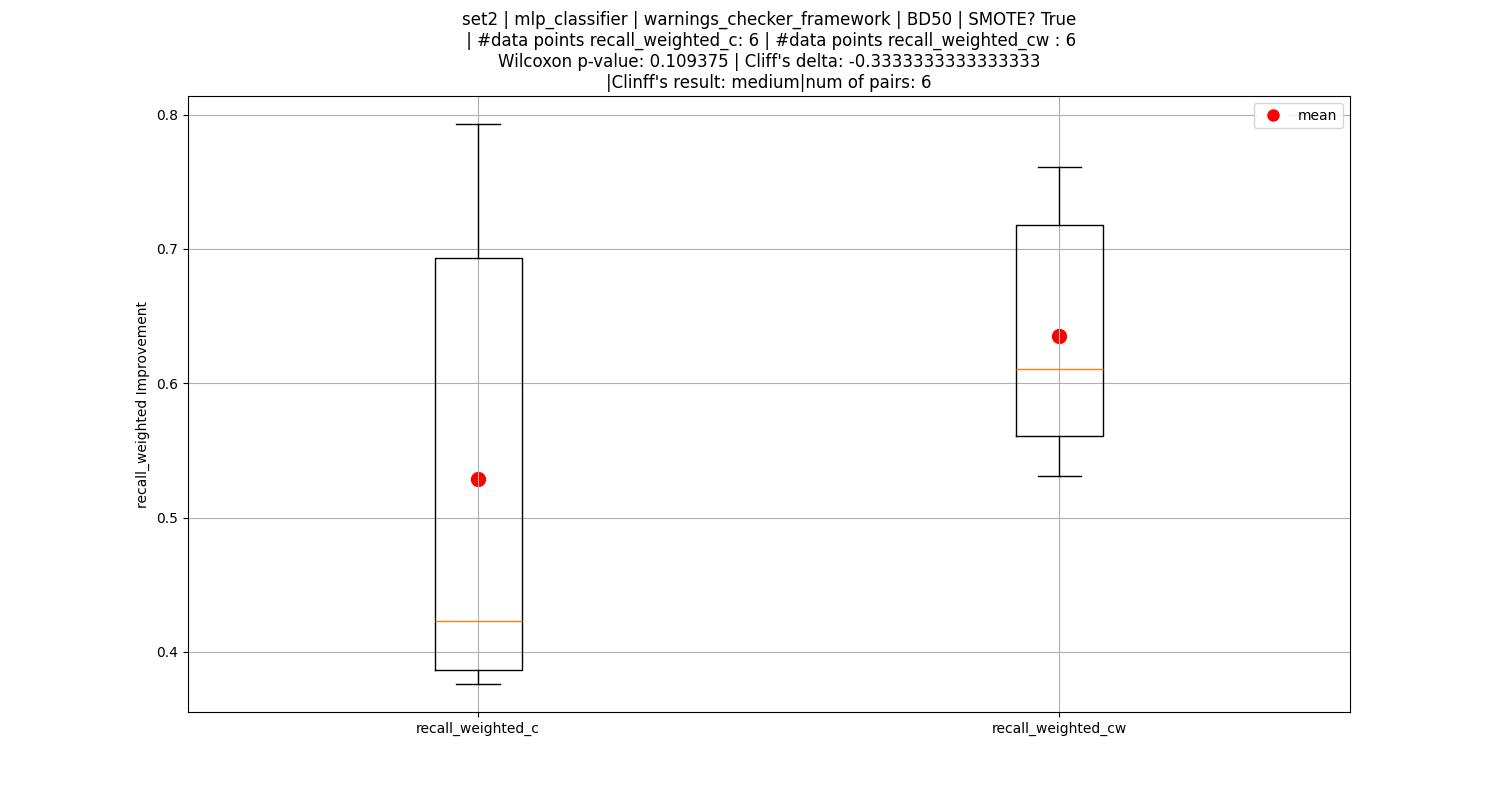 set2 | mlp_classifier | warnings_checker_framework | BD50 | SMOTE? True
| #data points recall_weighted_c: 6 | #data points recall_weighted_cw : 6
Wilcoxon p-value: 0.109375 | Cliff's delta: -0.3333333333333333
|Clinff's result: medium|num of pairs: 6
mean
0.8
0.7
0.6
0.5
0.4
recall_weighted Improvement
recall_weighted_c
recall_weighted_cw